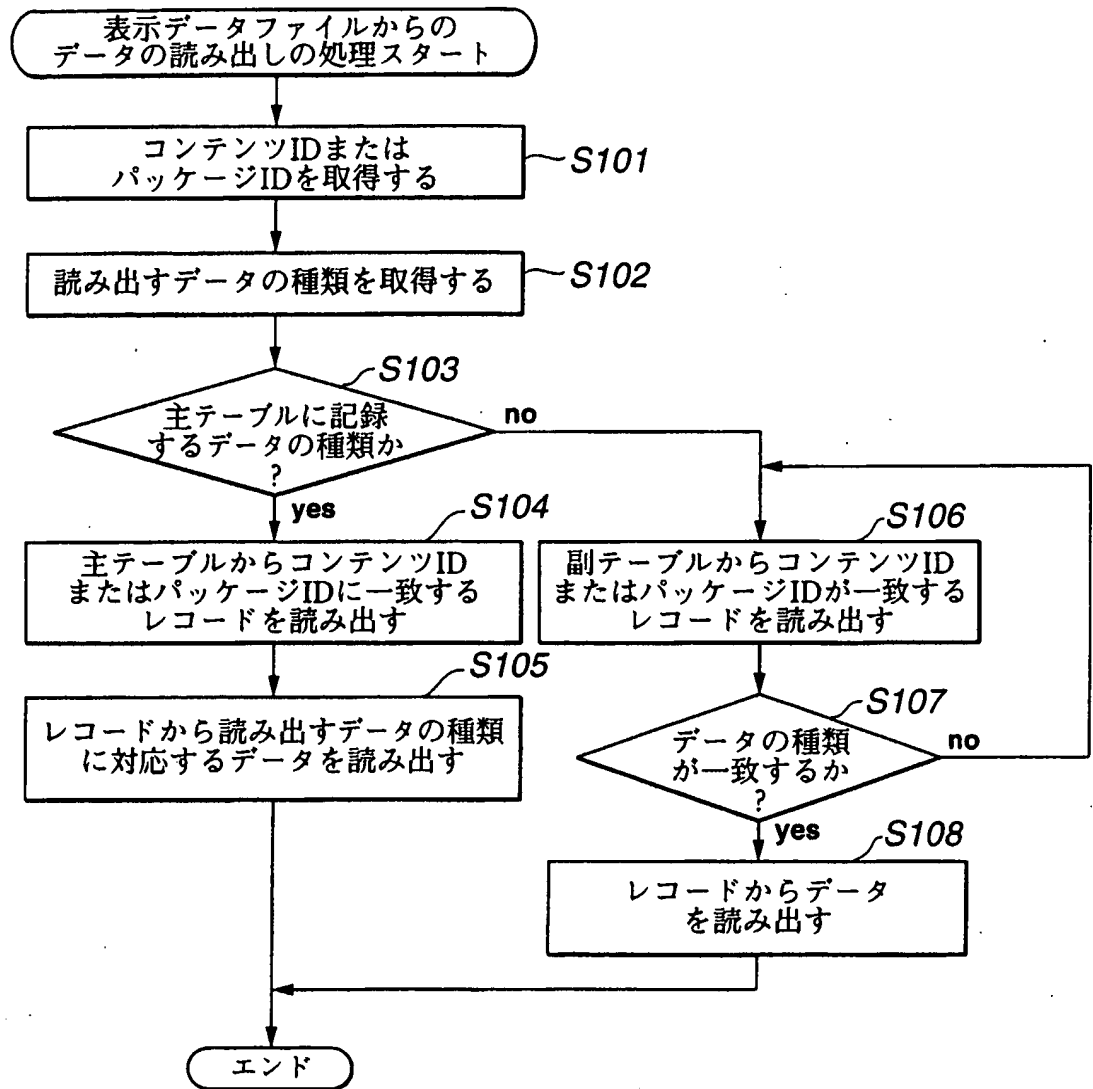 表示データファイルからの
データの読み出しの処理スタート
コンテンツIDまたは
パッケージIDを取得する
S101
読み出すデータの種類を取得する
S102
S103
主テーブルに記録
するデータの種類か
?
no
yes
S104
主テーブルからコンテンツID
またはパッケージIDに一致する
レコードを読み出す
S106
副テーブルからコンテンツID
またはパッケージIDが一致する
レコードを読み出す
S105
レコードから読み出すデータの種類
に対応するデータを読み出す
S107
データの種類
が一致するか
?
no
yes
S108
レコードからデータ
を読み出す
エンド